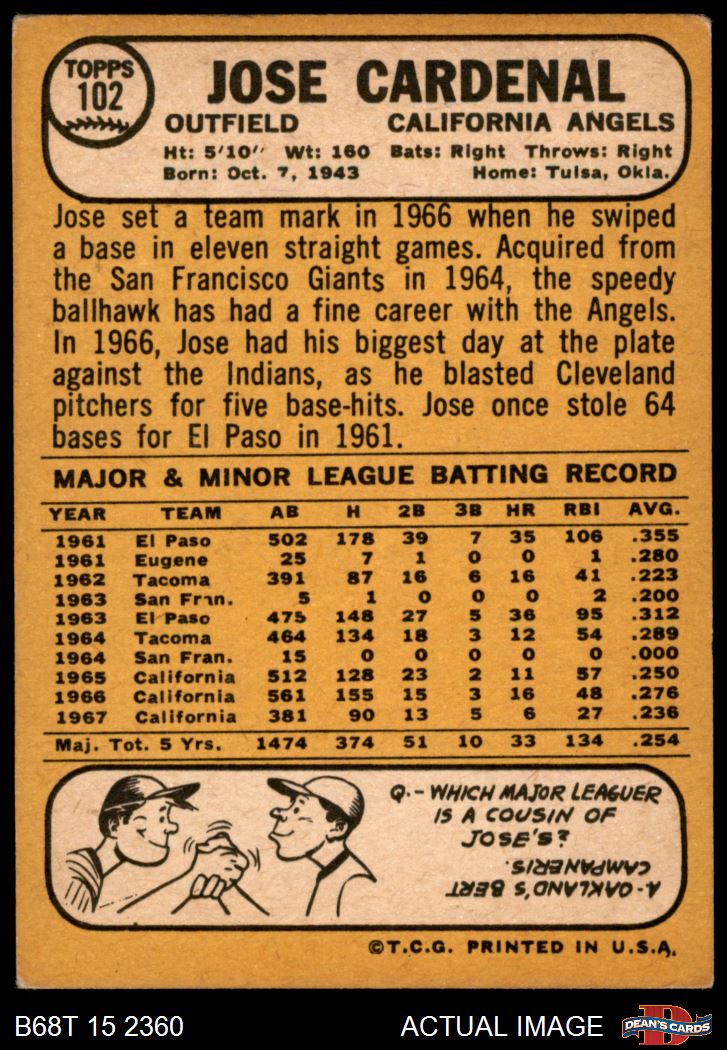 TOPPS
102
JOSE CARDENAL
OUTFIELD CALIFORNIA ANGELS
Ht: 5'10" Wt: 160 Bats: Right Throws: Right
Born: Oct. 7, 1943 Home: Tulsa, Okla.
Jose set a team mark in 1966 when he swiped
a base in eleven straight games. Acquired from
the San Francisco Giants in 1964, the speedy
ballhawk has had a fine career with the Angels.
In 1966, Jose had his biggest day at the plate
against the Indians, as he blasted Cleveland
pitchers for five base-hits. Jose once stole 64
bases for El Paso in 1961.
MAJOR & MINOR LEAGUE BATTING RECORD
YEAR TEAM AB H 2B 3B HR RBI AVG.
1961 El Paso 502 178 39 7 35 106 .355
1961 Eugene 25 7 1 0 0 1 .280
1962 Tacoma 391 87 16 6 16 41 .223
1963 San Fran. 5 1 0 0 0 2 .200
1963 El Paso 475 148 27 5 36 95 .312
1964 Tacoma 464 134 18 3 12 54 .289
1964 San Fran. 15 0 0 0 0 0 .000
1965 California 512 128 23 2 11 57 .250
1966 California 561 155 15 3 16 48 .276
1967 California 381 90 13 5 6 27 .236
Maj. Tot. 5 Yrs. 1474 374 51 10 33 134 .254
Q.- WHICH MAJOR LEAGUER
IS A COUSIN OF
JOSE'S?
A-OAKLAND'S BERT
CAMPANERIS.
©T.C.G. PRINTED IN U.S.A.
B68T 15 2360 ACTUAL IMAGE
D
DEAN'S CARDS